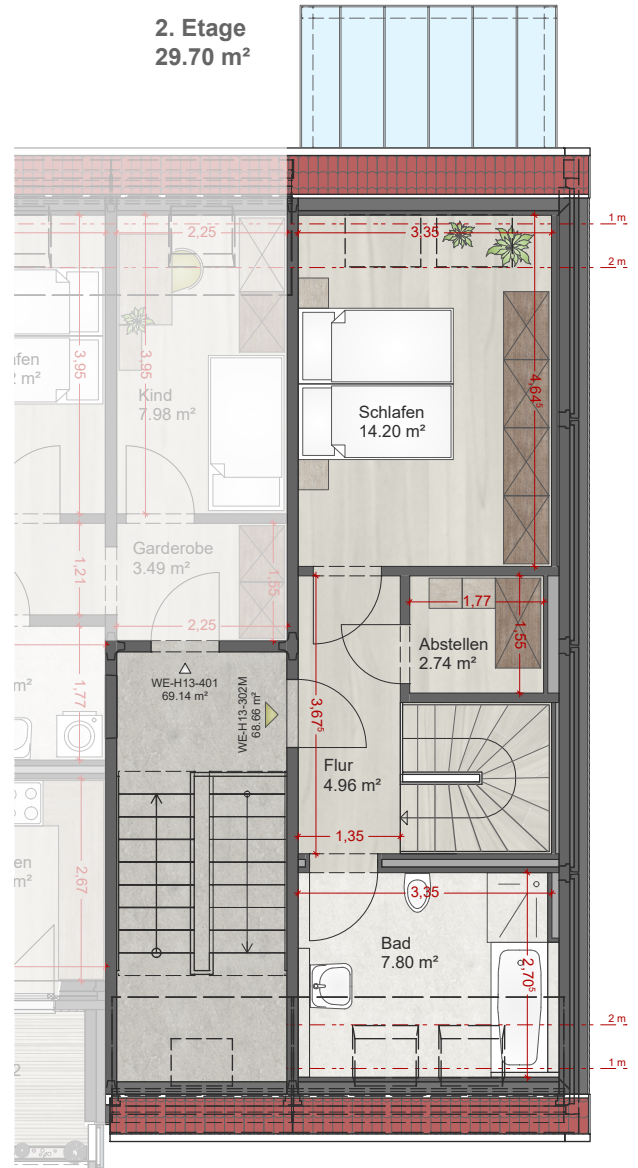 2. Etage
29.70 m²
1 m
2,25
3,35
2 m
3,95
3,95
4,64⁵
Kind
7.98 m²
Schlafen
14.20 m²
Garderobe
3.49 m²
1,21
1,55
2,25
1,77
1,55
Abstellen
2.74 m²
WE-H13-401
69.14 m²
WE-H13-302M
68.66 m²
1,77
m²
3,67⁵
Flur
4.96 m²
1,35
2,67
m²
3,35
Bad
7.80 m²
2,70⁵
2 m
1 m